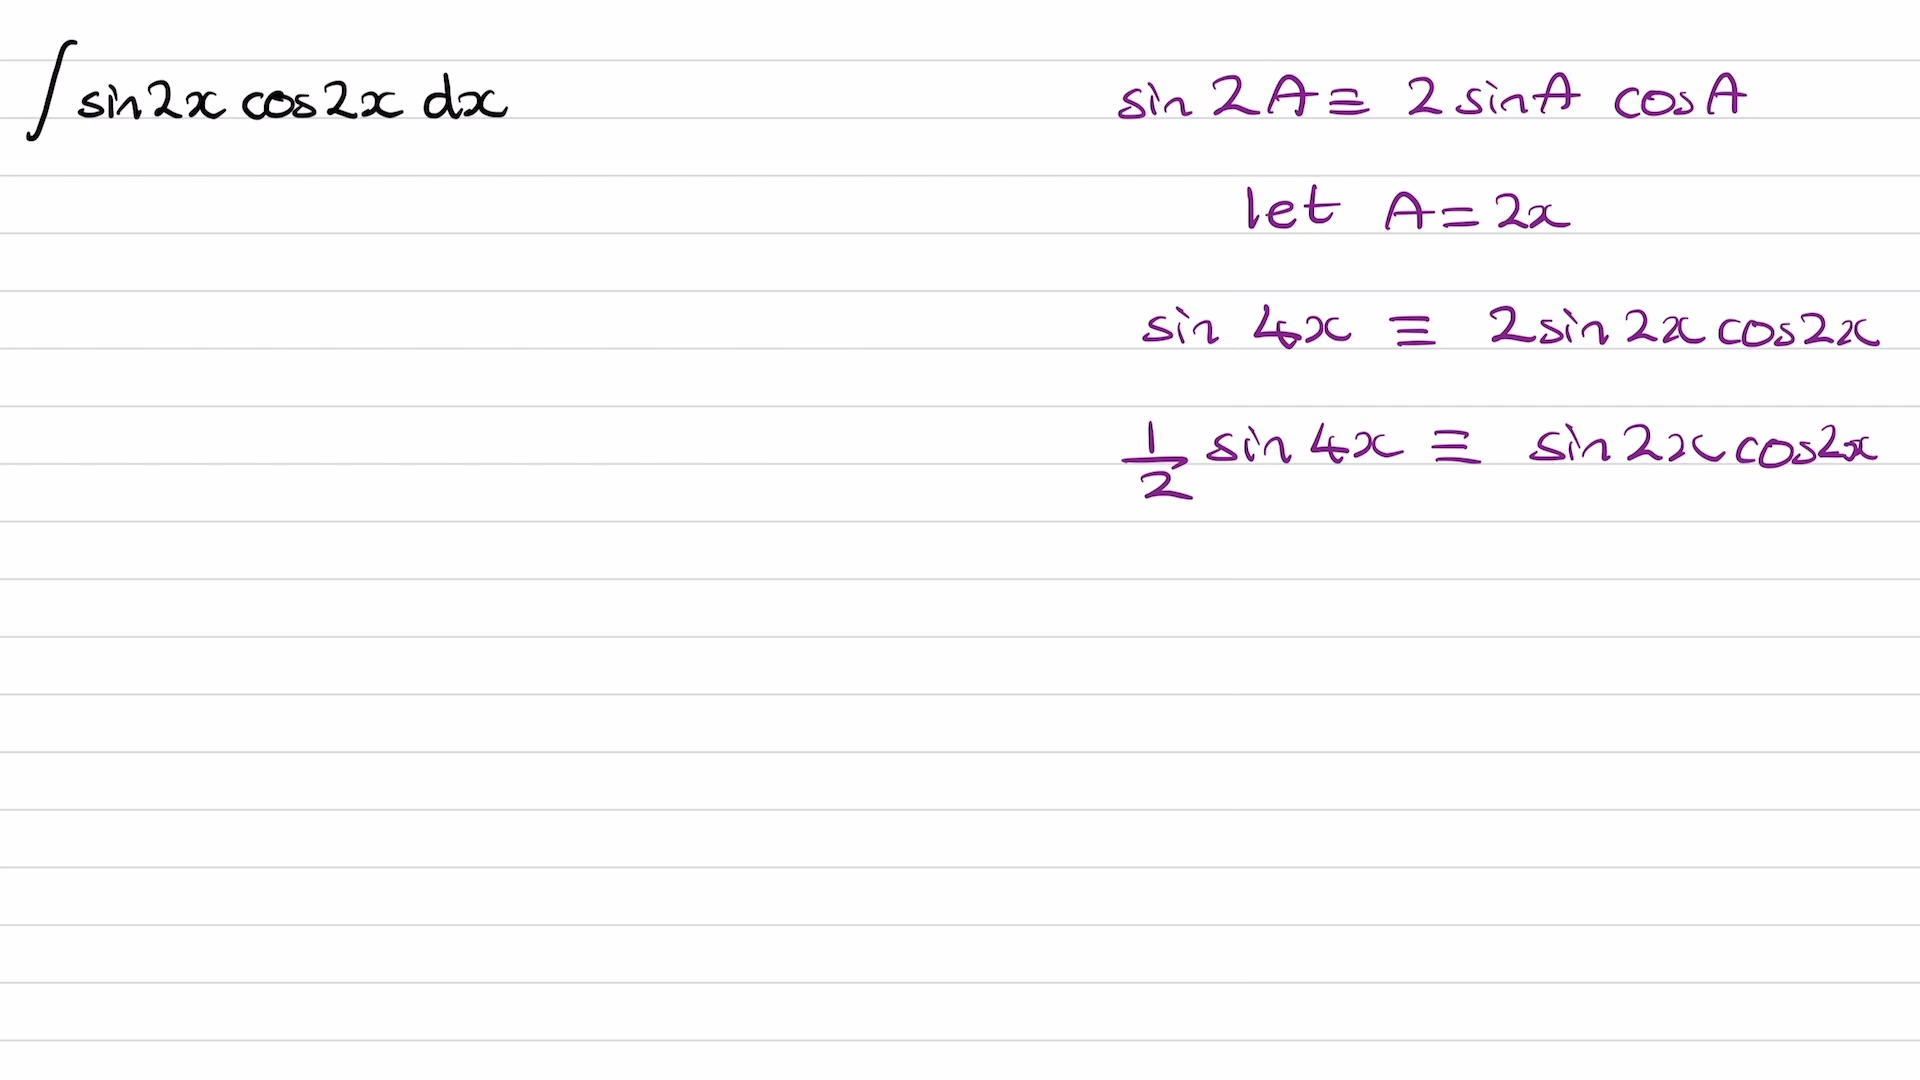 ∫ sin2x cos2x dx
sin 2A ≡ 2 sinA cosA
let A = 2x
sin 4x ≡ 2sin 2x cos2x
1/2 sin 4x ≡ sin 2x cos2x